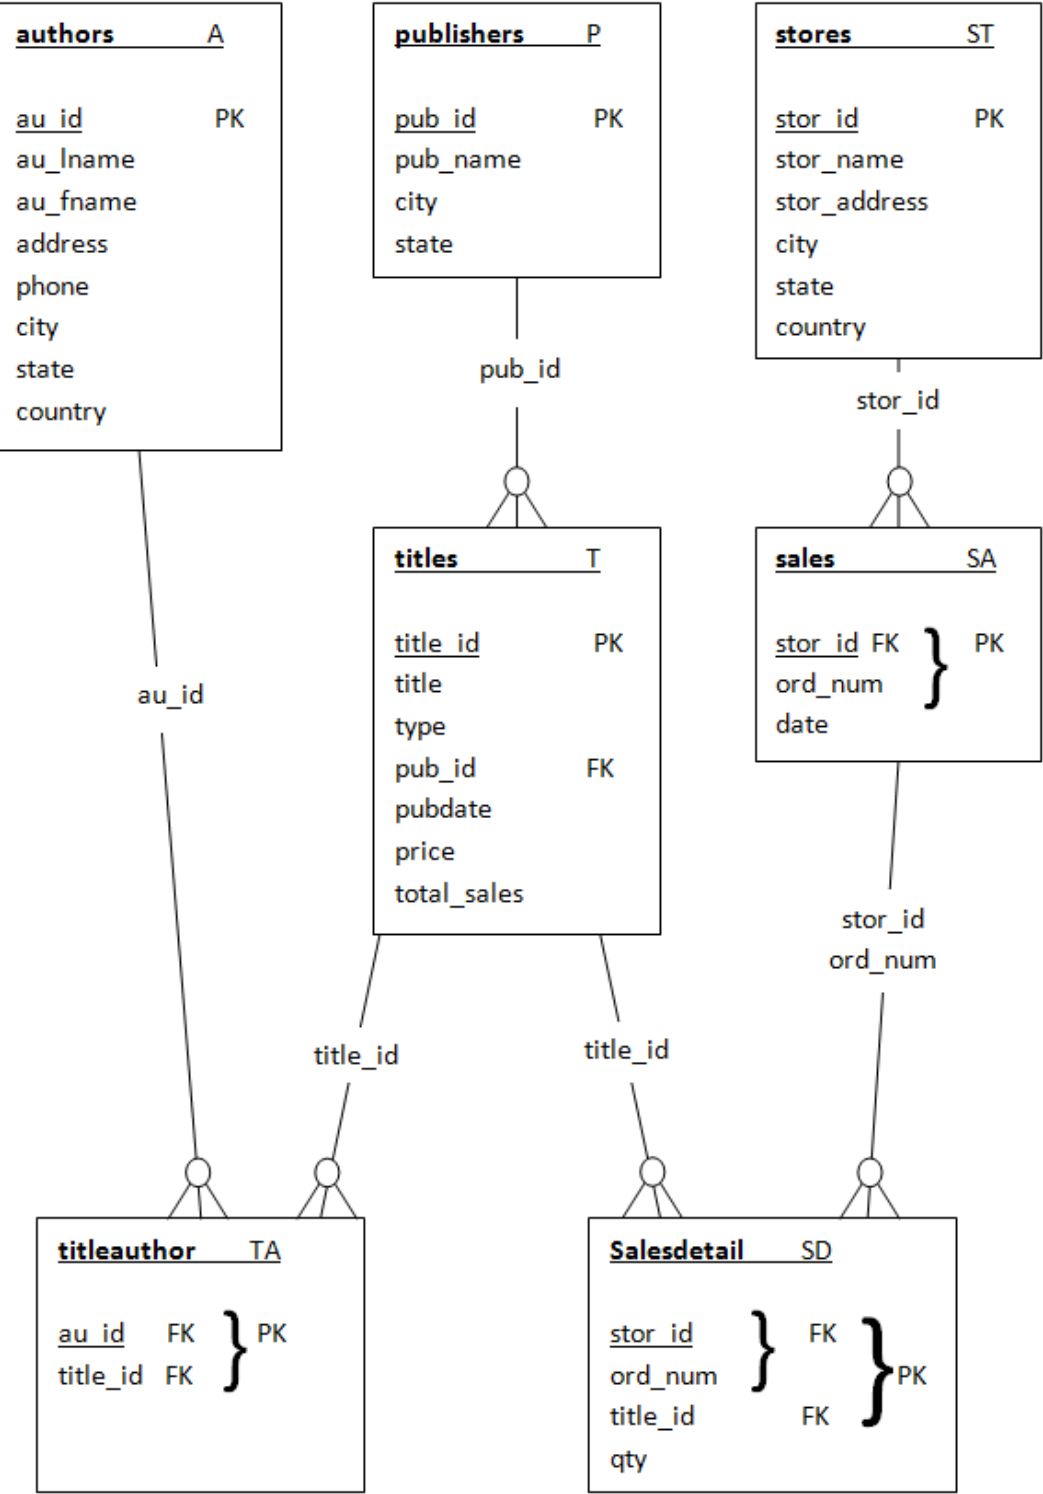 authors A
au_id PK
au_lname
au_fname
address
phone
city
state
country
publishers P
pub_id PK
pub_name
city
state
stores ST
stor_id PK
stor_name
stor_address
city
state
country
pub_id
stor_id
au_id
titles T
title_id PK
title
type
pub_id FK
pubdate
price
total_sales
sales SA
stor_id FK } PK
ord_num
date
stor_id
ord_num
title_id
title_id
titleauthor TA
au_id FK } PK
title_id FK
Salesdetail SD
stor_id } FK
ord_num } PK
title_id FK
qty